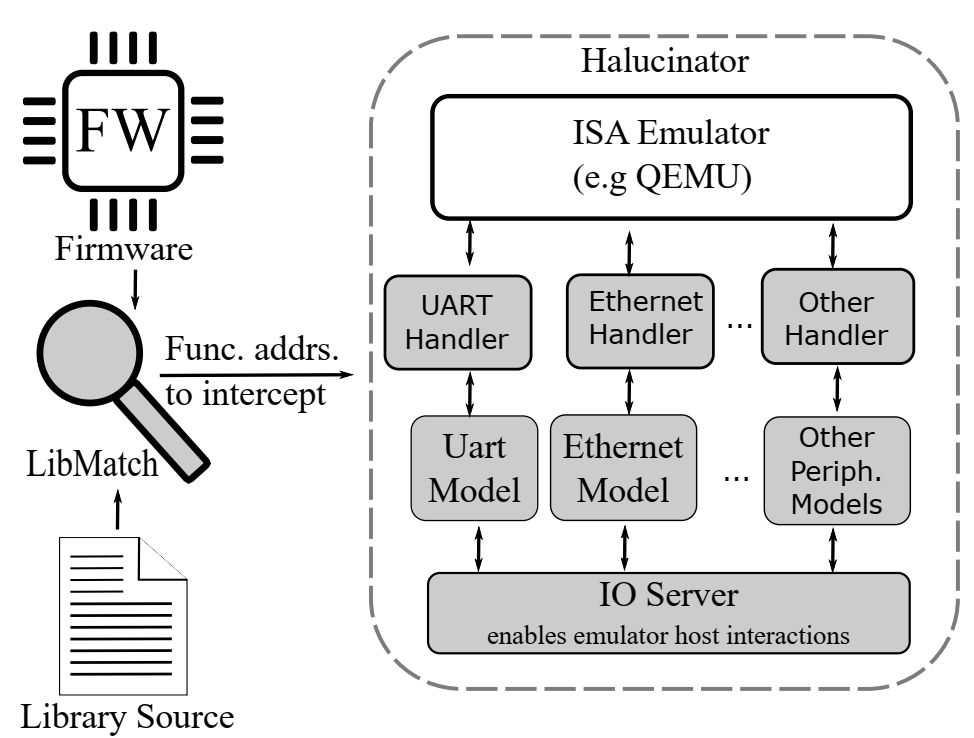 FW
Firmware
LibMatch
Library Source
Func. addrs.
to intercept
Halucinator
ISA Emulator
(e.g QEMU)
UART
Handler
Ethernet
Handler
...
Other
Handler
Uart
Model
Ethernet
Model
...
Other
Periph.
Models
IO Server
enables emulator host interactions